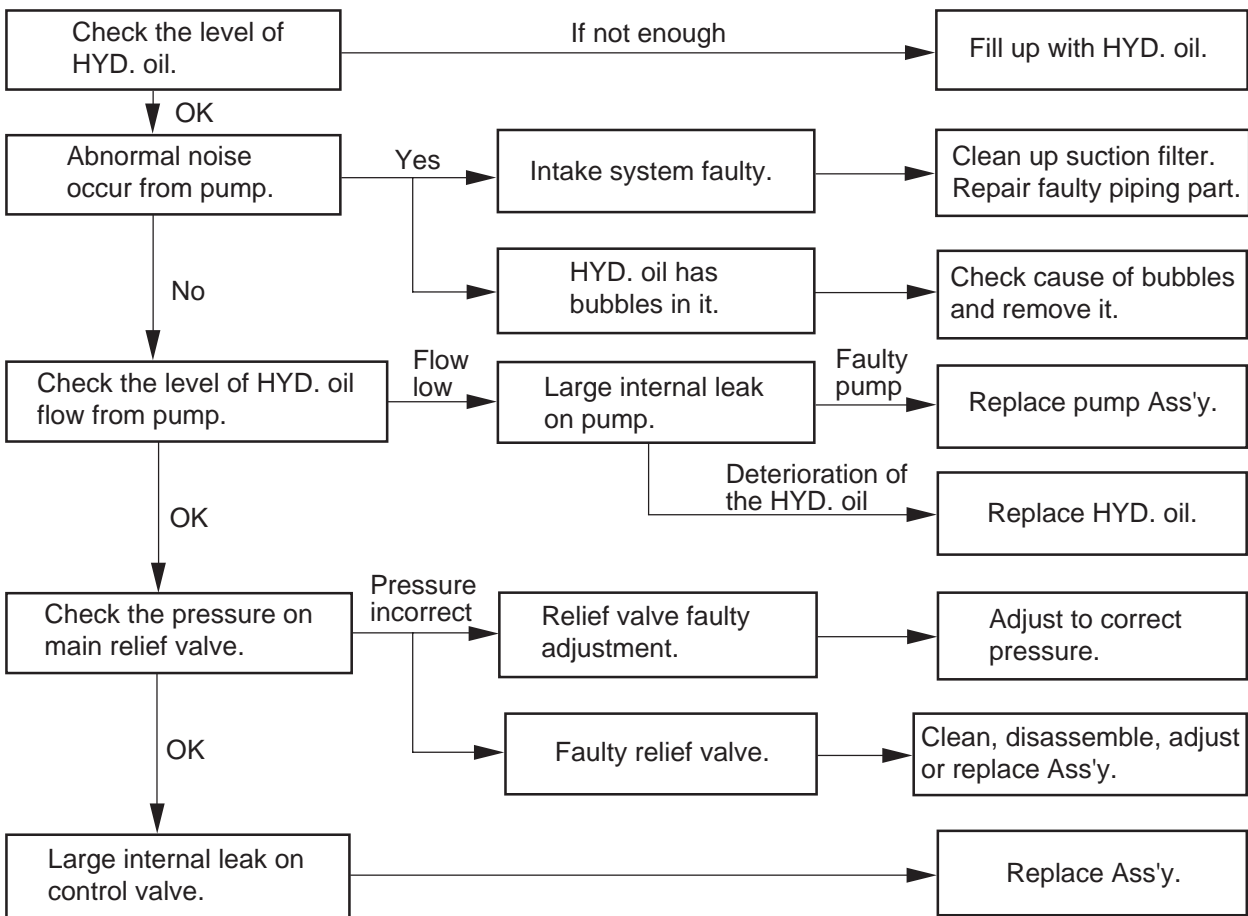 Check the level of
HYD. oil.
If not enough
Fill up with HYD. oil.
OK
Abnormal noise
occur from pump.
Yes
Intake system faulty.
Clean up suction filter.
Repair faulty piping part.
HYD. oil has
bubbles in it.
Check cause of bubbles
and remove it.
No
Check the level of HYD. oil
flow from pump.
Flow
low
Large internal leak
on pump.
Faulty
pump
Replace pump Ass'y.
Deterioration of
the HYD. oil
Replace HYD. oil.
OK
Check the pressure on
main relief valve.
Pressure
incorrect
Relief valve faulty
adjustment.
Adjust to correct
pressure.
Faulty relief valve.
Clean, disassemble, adjust
or replace Ass'y.
OK
Large internal leak on
control valve.
Replace Ass'y.